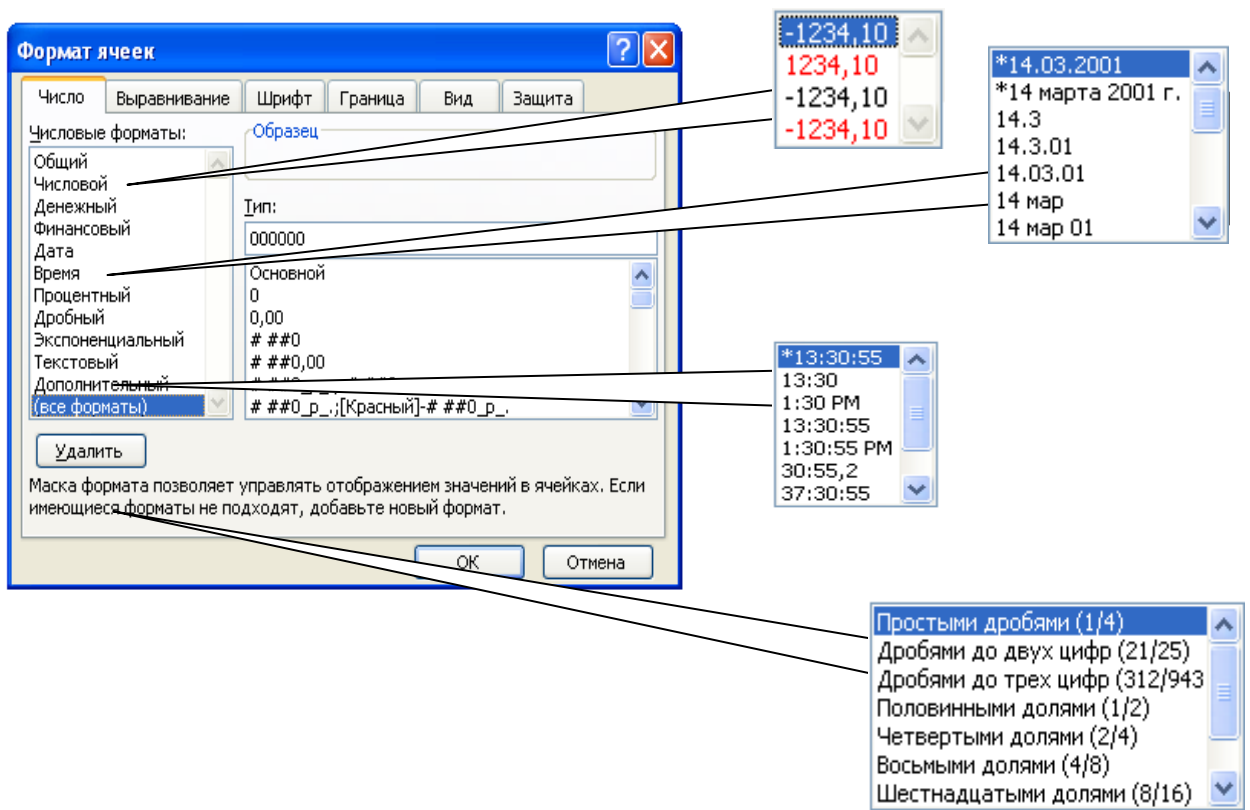 Формат ячеек
Число Выравнивание Шрифт Граница Вид Защита
Числовые форматы:
Общий
Числовой
Денежный
Финансовый
Дата
Время
Процентный
Дробный
Экспоненциальный
Текстовый
Дополнительный
(все форматы)
Образец
Тип:
000000
Основной
0
0,00
# ##0
# ##0,00
# ##0_р_.;[Красный]-# ##0_р_.
Удалить
Маска формата позволяет управлять отображением значений в ячейках. Если
имеющиеся форматы не подходят, добавьте новый формат.
ОК Отмена
-1234,10
1234,10
-1234,10
-1234,10
*14.03.2001
*14 марта 2001 г.
14.3
14.3.01
14.03.01
14 мар
14 мар 01
*13:30:55
13:30
1:30 PM
13:30:55
1:30:55 PM
30:55,2
37:30:55
Простыми дробями (1/4)
Дробями до двух цифр (21/25)
Дробями до трех цифр (312/943
Половинными долями (1/2)
Четвертыми долями (2/4)
Восьмыми долями (4/8)
Шестнадцатыми долями (8/16)